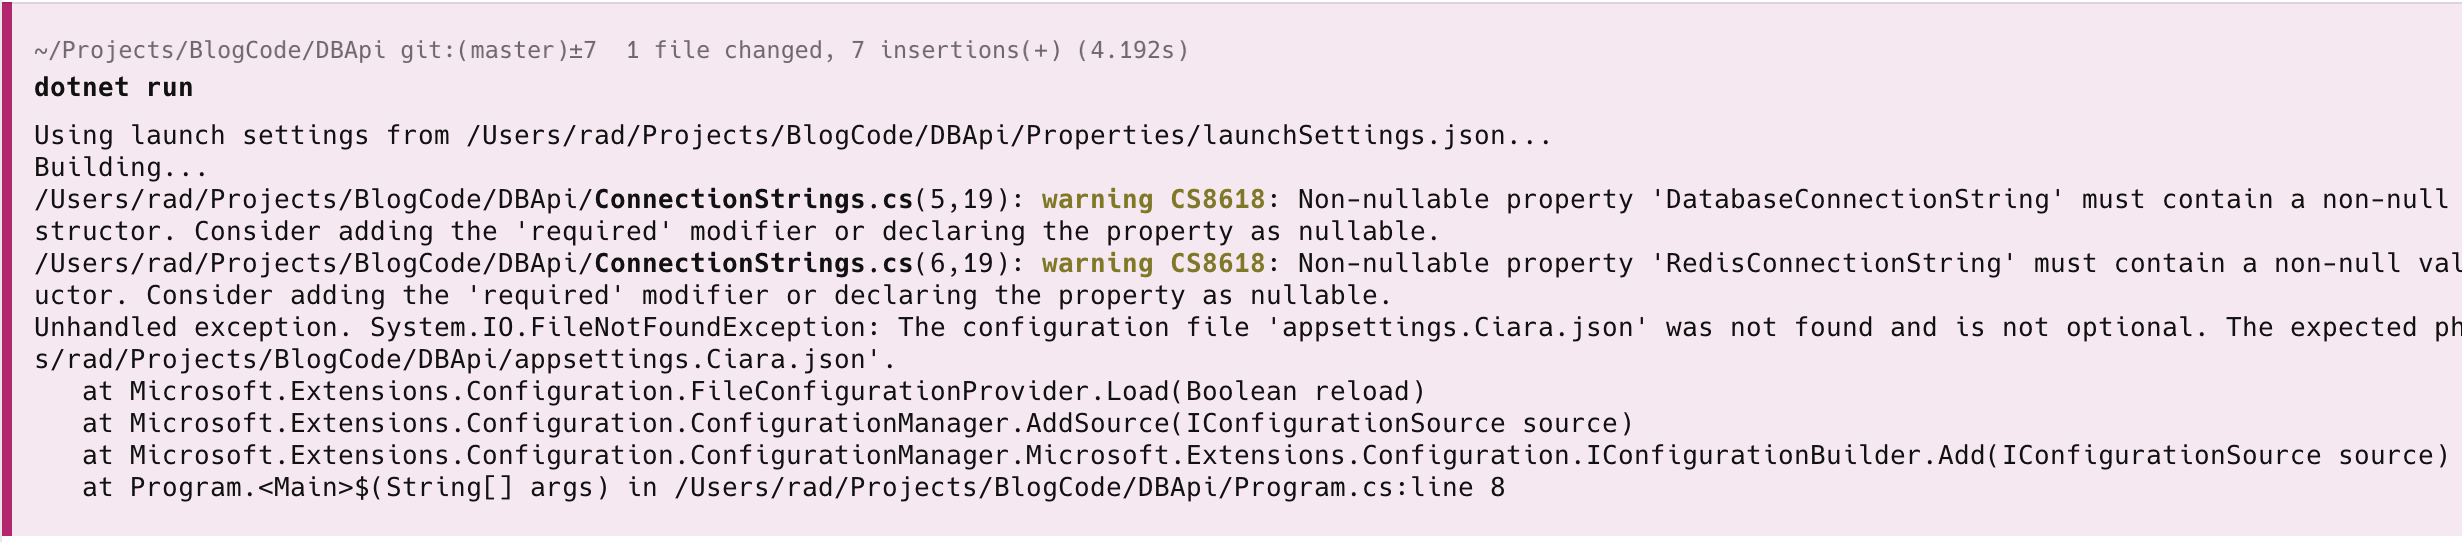 ~/Projects/BlogCode/DBApi git:(master)±7  1 file changed, 7 insertions(+) (4.192s)
dotnet run
Using launch settings from /Users/rad/Projects/BlogCode/DBApi/Properties/launchSettings.json...
Building...
/Users/rad/Projects/BlogCode/DBApi/ConnectionStrings.cs(5,19): warning CS8618: Non-nullable property 'DatabaseConnectionString' must contain a non-null
structor. Consider adding the 'required' modifier or declaring the property as nullable.
/Users/rad/Projects/BlogCode/DBApi/ConnectionStrings.cs(6,19): warning CS8618: Non-nullable property 'RedisConnectionString' must contain a non-null val
uctor. Consider adding the 'required' modifier or declaring the property as nullable.
Unhandled exception. System.IO.FileNotFoundException: The configuration file 'appsettings.Ciara.json' was not found and is not optional. The expected ph
s/rad/Projects/BlogCode/DBApi/appsettings.Ciara.json'.
   at Microsoft.Extensions.Configuration.FileConfigurationProvider.Load(Boolean reload)
   at Microsoft.Extensions.Configuration.ConfigurationManager.AddSource(IConfigurationSource source)
   at Microsoft.Extensions.Configuration.ConfigurationManager.Microsoft.Extensions.Configuration.IConfigurationBuilder.Add(IConfigurationSource source)
   at Program.<Main>$(String[] args) in /Users/rad/Projects/BlogCode/DBApi/Program.cs:line 8